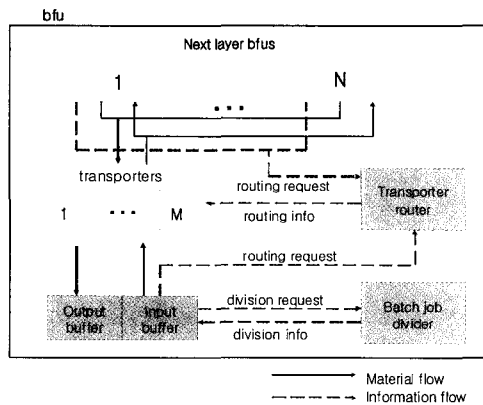 bfu
Next layer bfus
1
N
...
transporters
routing request
routing info
Transporter
router
1
...
M
routing request
Output
buffer
Input
buffer
division request
division info
Batch job
divider
Material flow
Information flow